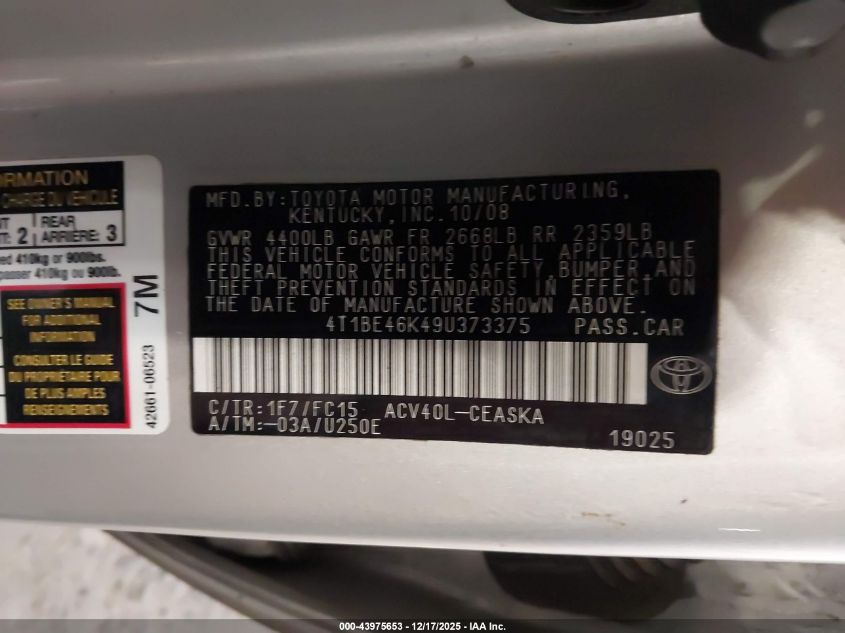 ORMATION
CHARGE DU VÉHICULE
REAR
2 ARRIÈRE: 3
ed 410kg or 900lbs.
passer 410kg ou 900lb.
SEE OWNER'S MANUAL
FOR ADDITIONAL
INFORMATION
CONSULTER LE GUIDE
DU PROPRIÉTAIRE POUR
DE PLUS AMPLES
RENSEIGNEMENTS
7M
42661-06523
MFD.BY:TOYOTA MOTOR MANUFACTURING,
KENTUCKY,INC.10/08
GVWR 4400LB GAWR FR 2668LB RR 2359LB
THIS VEHICLE CONFORMS TO ALL APPLICABLE
FEDERAL MOTOR VEHICLE SAFETY,BUMPER,AND
THEFT PREVENTION STANDARDS IN EFFECT ON
THE DATE OF MANUFACTURE SHOWN ABOVE.
4T1BE46K49U373375 PASS.CAR
C/TR:1F7/FC15 ACV40L-CEASKA
A/TM:-03A/U250E
19025
000-43975653 - 12/17/2025 - IAA Inc.